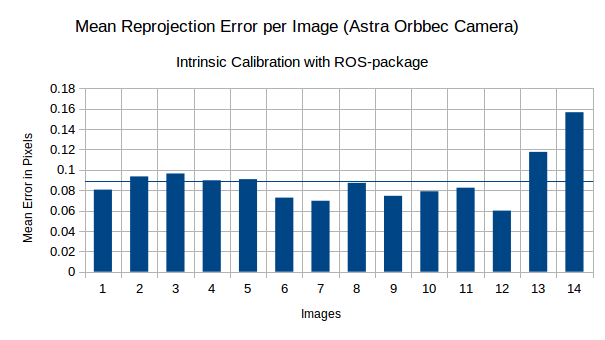 Mean Reprojection Error per Image (Astra Orbbec Camera)
Intrinsic Calibration with ROS-package
Mean Error in Pixels
0.18
0.16
0.14
0.12
0.1
0.08
0.06
0.04
0.02
0
1 2 3 4 5 6 7 8 9 10 11 12 13 14
Images